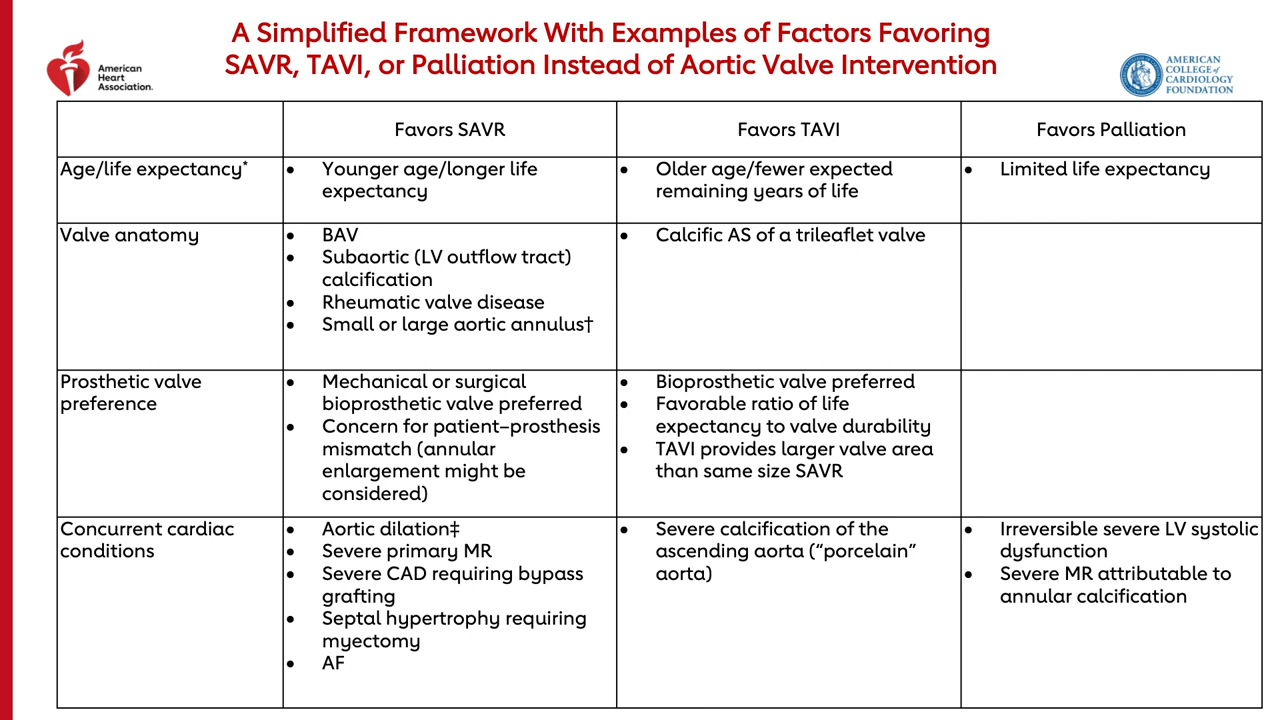 A Simplified Framework With Examples of Factors Favoring
SAVR, TAVI, or Palliation Instead of Aortic Valve Intervention
American
Heart
Association.
AMERICAN
COLLEGE of
CARDIOLOGY
FOUNDATION
Favors SAVR
Favors TAVI
Favors Palliation
Age/life expectancy*
• Younger age/longer life
expectancy
• Older age/fewer expected
remaining years of life
• Limited life expectancy
Valve anatomy
• BAV
• Subaortic (LV outflow tract)
calcification
• Rheumatic valve disease
• Small or large aortic annulus†
• Calcific AS of a trileaflet valve
Prosthetic valve
preference
• Mechanical or surgical
bioprosthetic valve preferred
• Concern for patient–prosthesis
mismatch (annular
enlargement might be
considered)
• Bioprosthetic valve preferred
• Favorable ratio of life
expectancy to valve durability
• TAVI provides larger valve area
than same size SAVR
Concurrent cardiac
conditions
• Aortic dilation‡
• Severe primary MR
• Severe CAD requiring bypass
grafting
• Septal hypertrophy requiring
myectomy
• AF
• Severe calcification of the
ascending aorta (“porcelain”
aorta)
• Irreversible severe LV systolic
dysfunction
• Severe MR attributable to
annular calcification